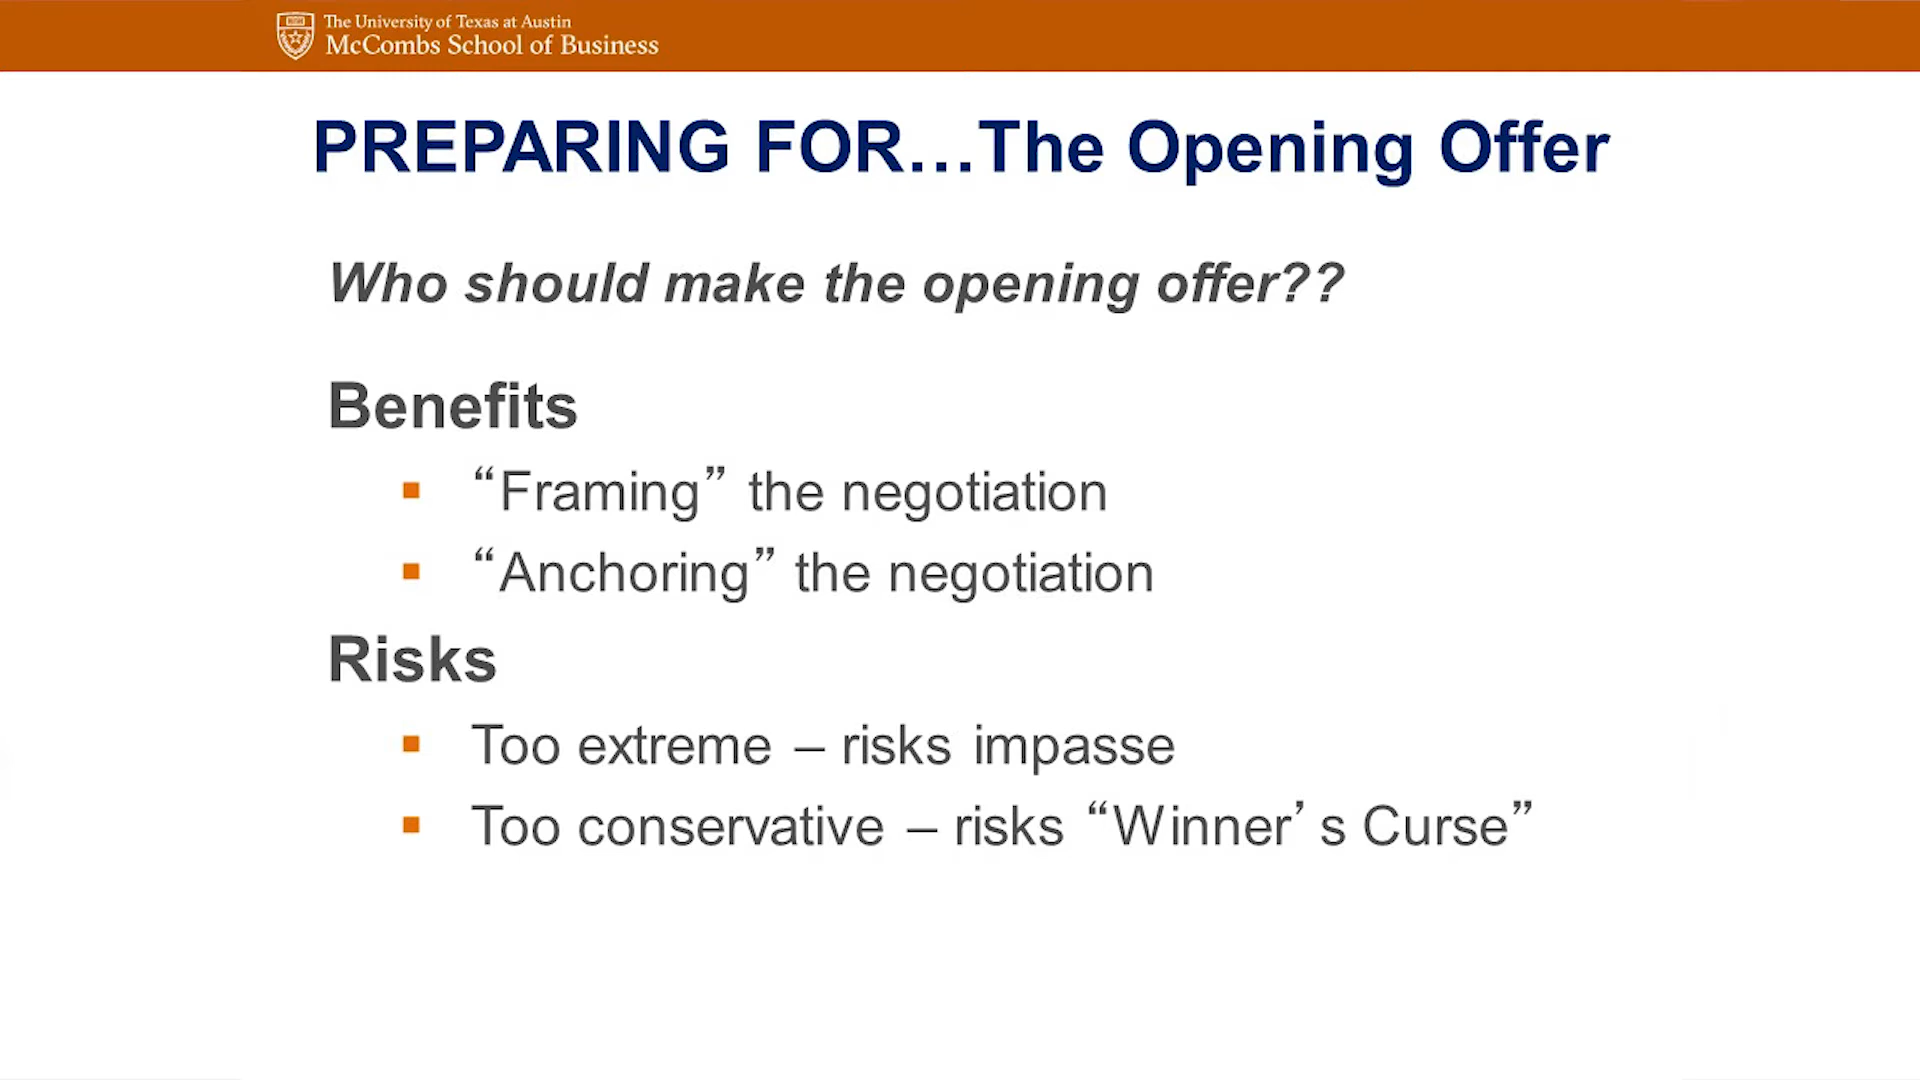 The University of Texas at Austin
McCombs School of Business
PREPARING FOR…The Opening Offer
Who should make the opening offer??
Benefits
▪ “Framing” the negotiation
▪ “Anchoring” the negotiation
Risks
▪ Too extreme – risks impasse
▪ Too conservative – risks “Winner’s Curse”